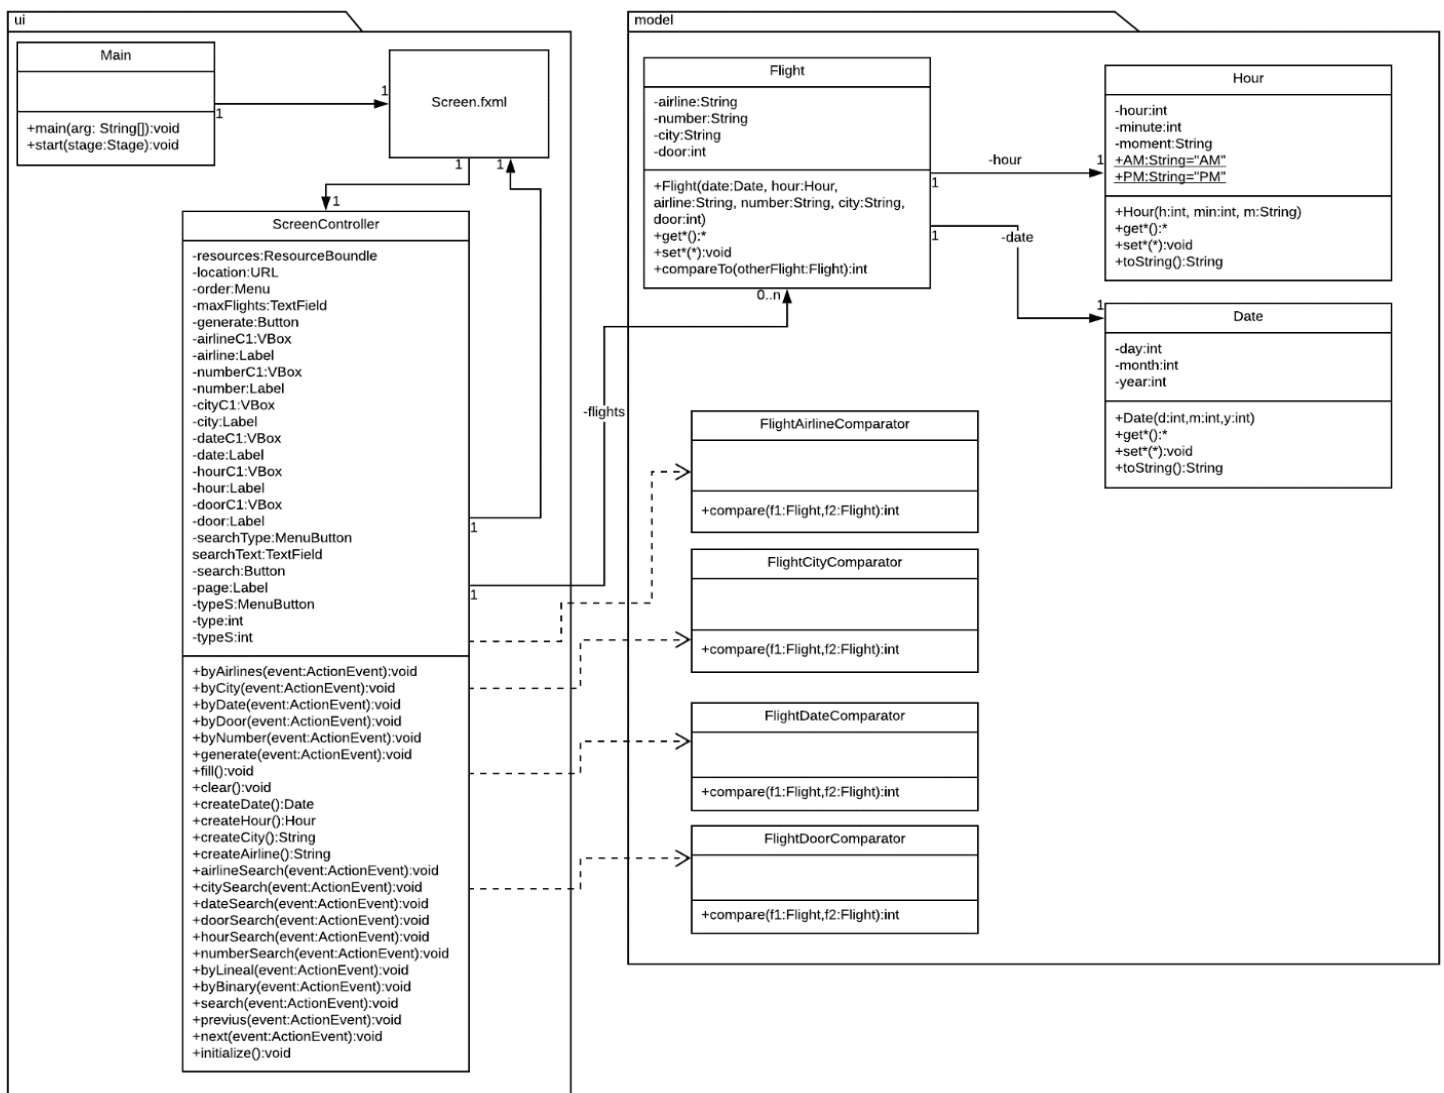 ui
Main
+main(arg: String[]):void
+start(stage:Stage):void
1
1
Screen.fxml
1
1
1
ScreenController
-resources:ResourceBoundle
-location:URL
-order:Menu
-maxFlights:TextField
-generate:Button
-airlineC1:VBox
-airline:Label
-numberC1:VBox
-number:Label
-cityC1:VBox
-city:Label
-dateC1:VBox
-date:Label
-hourC1:VBox
-hour:Label
-doorC1:VBox
-door:Label
-searchType:MenuButton
searchText:TextField
-search:Button
-page:Label
-typeS:MenuButton
-type:int
-typeS:int
1
1
+byAirlines(event:ActionEvent):void
+byCity(event:ActionEvent):void
+byDate(event:ActionEvent):void
+byDoor(event:ActionEvent):void
+byNumber(event:ActionEvent):void
+generate(event:ActionEvent):void
+fill():void
+clear():void
+createDate():Date
+createHour():Hour
+createCity():String
+createAirline():String
+airlineSearch(event:ActionEvent):void
+citySearch(event:ActionEvent):void
+dateSearch(event:ActionEvent):void
+doorSearch(event:ActionEvent):void
+hourSearch(event:ActionEvent):void
+numberSearch(event:ActionEvent):void
+byLineal(event:ActionEvent):void
+byBinary(event:ActionEvent):void
+search(event:ActionEvent):void
+previus(event:ActionEvent):void
+next(event:ActionEvent):void
+initialize():void
-flights
model
Flight
-airline:String
-number:String
-city:String
-door:int
+Flight(date:Date, hour:Hour,
airline:String, number:String, city:String,
door:int)
+get*():*
+set*(*):void
+compareTo(otherFlight:Flight):int
0..n
-hour
1
1
-date
1
1
Hour
-hour:int
-minute:int
-moment:String
+AM:String="AM"
+PM:String="PM"
+Hour(h:int, min:int, m:String)
+get*():*
+set*(*):void
+toString():String
Date
-day:int
-month:int
-year:int
+Date(d:int,m:int,y:int)
+get*():*
+set*(*):void
+toString():String
FlightAirlineComparator
+compare(f1:Flight,f2:Flight):int
FlightCityComparator
+compare(f1:Flight,f2:Flight):int
FlightDateComparator
+compare(f1:Flight,f2:Flight):int
FlightDoorComparator
+compare(f1:Flight,f2:Flight):int